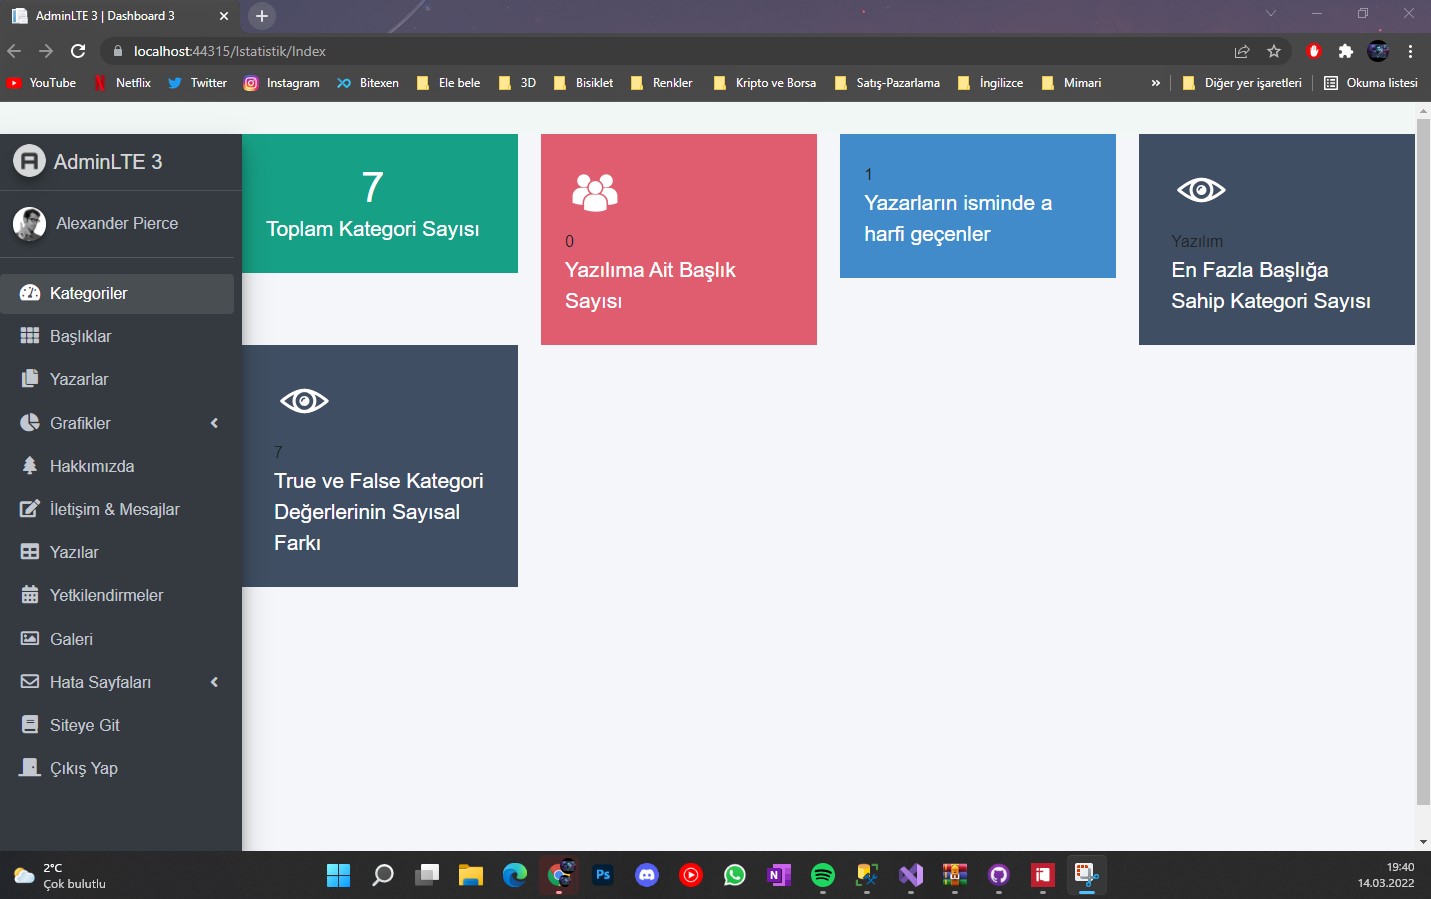 AdminLTE 3 | Dashboard 3
localhost:44315/Istatistik/Index
YouTube Netflix Twitter Instagram Bitexen Ele bele 3D Bisiklet Renkler Kripto ve Borsa Satış-Pazarlama İngilizce Mimari » Diğer yer işaretleri Okuma listesi
AdminLTE 3
Alexander Pierce
Kategoriler
Başlıklar
Yazarlar
Grafikler
Hakkımızda
İletişim & Mesajlar
Yazılar
Yetkilendirmeler
Galeri
Hata Sayfaları
Siteye Git
Çıkış Yap
7
Toplam Kategori Sayısı
0
Yazılıma Ait Başlık
Sayısı
1
Yazarların isminde a
harfi geçenler
Yazılım
En Fazla Başlığa
Sahip Kategori Sayısı
7
True ve False Kategori
Değerlerinin Sayısal
Farkı
2°C
Çok bulutlu
Ps
N
19:40
14.03.2022